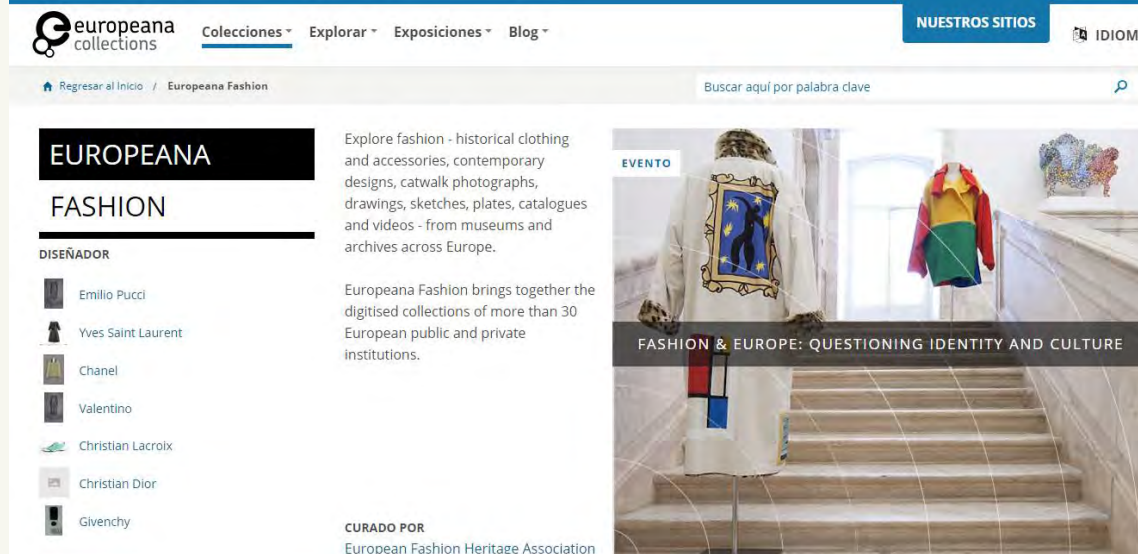 europeana
collections
Colecciones
Explorar
Exposiciones
Blog
NUESTROS SITIOS
IDIOM
Regresar al Inicio / Europeana Fashion
Buscar aquí por palabra clave
EUROPEANA
FASHION
DISEÑADOR
Emilio Pucci
Yves Saint Laurent
Chanel
Valentino
Christian Lacroix
Christian Dior
Givenchy
Explore fashion - historical clothing
and accessories, contemporary
designs, catwalk photographs,
drawings, sketches, plates, catalogues
and videos - from museums and
archives across Europe.
Europeana Fashion brings together the
digitised collections of more than 30
European public and private
institutions.
CURADO POR
European Fashion Heritage Association
EVENTO
FASHION & EUROPE: QUESTIONING IDENTITY AND CULTURE